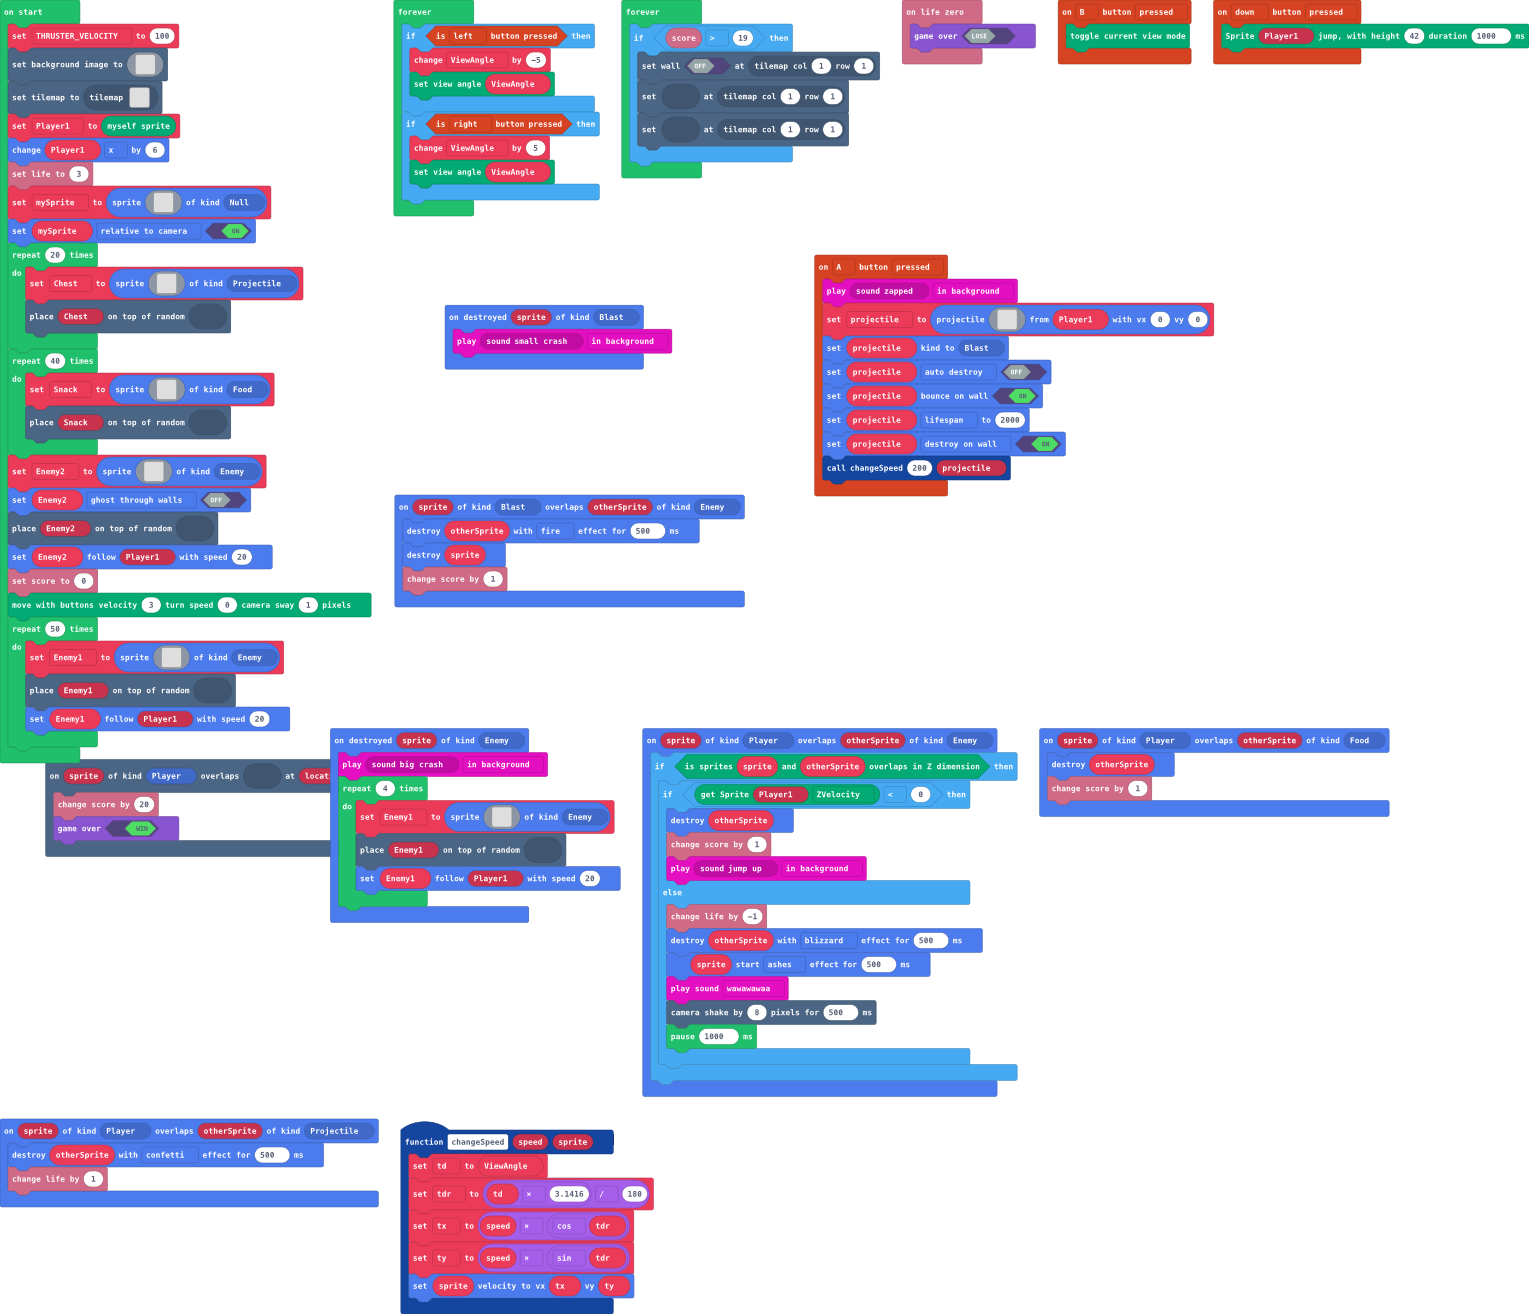 on start
set THRUSTER_VELOCITY to 100
set background image to
set tilemap to tilemap
set Player1 to myself sprite
change Player1 x by 6
set life to 3
set mySprite to sprite of kind Null
set mySprite relative to camera ON
repeat 20 times
do
set Chest to sprite of kind Projectile
place Chest on top of random
repeat 40 times
do
set Snack to sprite of kind Food
place Snack on top of random
set Enemy2 to sprite of kind Enemy
set Enemy2 ghost through walls OFF
place Enemy2 on top of random
set Enemy2 follow Player1 with speed 20
set score to 0
move with buttons velocity 3 turn speed 0 camera sway 1 pixels
repeat 50 times
do
set Enemy1 to sprite of kind Enemy
place Enemy1 on top of random
set Enemy1 follow Player1 with speed 20
forever
if is left button pressed then
change ViewAngle by -5
set view angle ViewAngle
if is right button pressed then
change ViewAngle by 5
set view angle ViewAngle
forever
if score > 19 then
set wall OFF at tilemap col 1 row 1
set at tilemap col 1 row 1
set at tilemap col 1 row 1
on life zero
game over LOSE
on B button pressed
toggle current view mode
on down button pressed
Sprite Player1 jump, with height 42 duration 1000 ms
on A button pressed
play sound zapped in background
set projectile to projectile from Player1 with vx 0 vy 0
set projectile kind to Blast
set projectile auto destroy OFF
set projectile bounce on wall ON
set projectile lifespan to 2000
set projectile destroy on wall ON
call changeSpeed 200 projectile
on destroyed sprite of kind Blast
play sound small crash in background
on sprite of kind Blast overlaps otherSprite of kind Enemy
destroy otherSprite with fire effect for 500 ms
destroy sprite
change score by 1
on sprite of kind Player overlaps at locat
change score by 20
game over WIN
on destroyed sprite of kind Enemy
play sound big crash in background
repeat 4 times
do
set Enemy1 to sprite of kind Enemy
place Enemy1 on top of random
set Enemy1 follow Player1 with speed 20
on sprite of kind Player overlaps otherSprite of kind Enemy
if is sprites sprite and otherSprite overlaps in Z dimension then
if get Sprite Player1 ZVelocity < 0 then
destroy otherSprite
change score by 1
play sound jump up in background
else
change life by -1
destroy otherSprite with blizzard effect for 500 ms
sprite start ashes effect for 500 ms
play sound wawawawaa
camera shake by 8 pixels for 500 ms
pause 1000 ms
on sprite of kind Player overlaps otherSprite of kind Food
destroy otherSprite
change score by 1
on sprite of kind Player overlaps otherSprite of kind Projectile
destroy otherSprite with confetti effect for 500 ms
change life by 1
function changeSpeed speed sprite
set td to ViewAngle
set tdr to td × 3.1416 / 180
set tx to speed × cos tdr
set ty to speed × sin tdr
set sprite velocity to vx tx vy ty